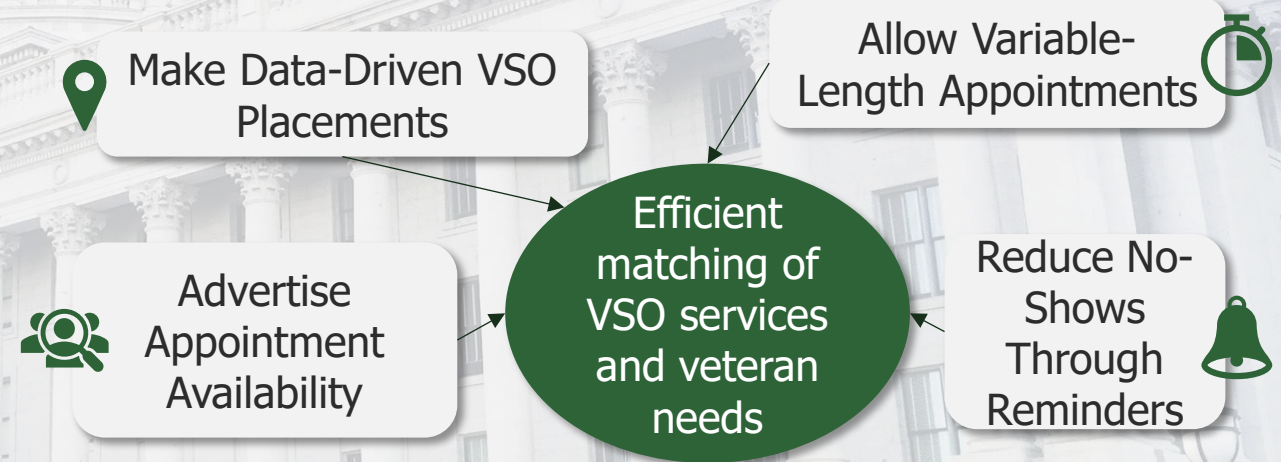 Make Data-Driven VSO
Placements
Allow Variable-
Length Appointments
Advertise
Appointment
Availability
Efficient
matching of
VSO services
and veteran
needs
Reduce No-
Shows
Through
Reminders